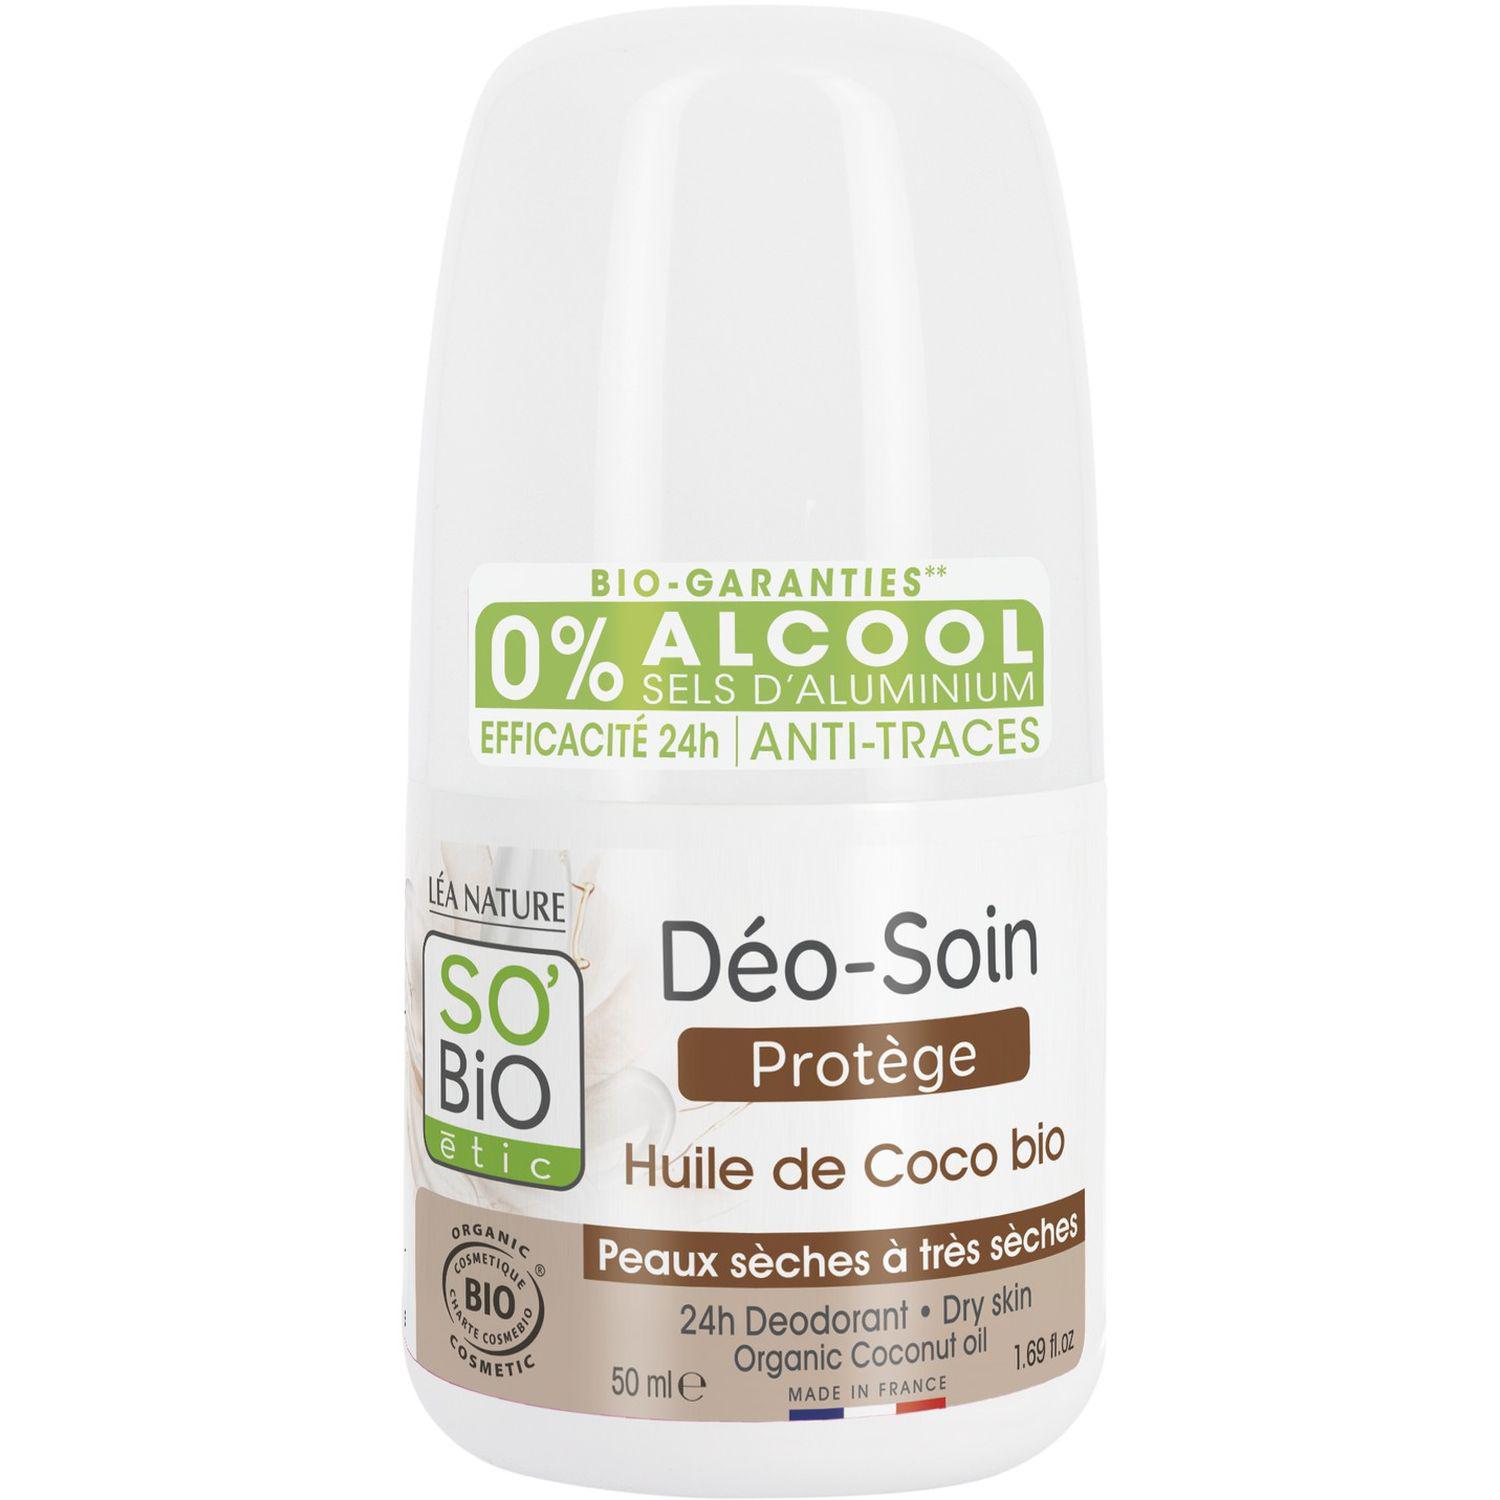 BIO-GARANTIES**
0% ALCOOL
SELS D'ALUMINIUM
EFFICACITÉ 24h | ANTI-TRACES
LÉA NATURE
SO'
BiO
ētic
Déo-Soin
Protège
Huile de Coco bio
Peaux sèches à très sèches
ORGANIC
COSMETIQUE
BIO
®
CHARTE COSMEBIO
COSMETIC
24h Deodorant • Dry skin
Organic Coconut oil
50 ml ℮
1.69 fl.oz
MADE IN FRANCE